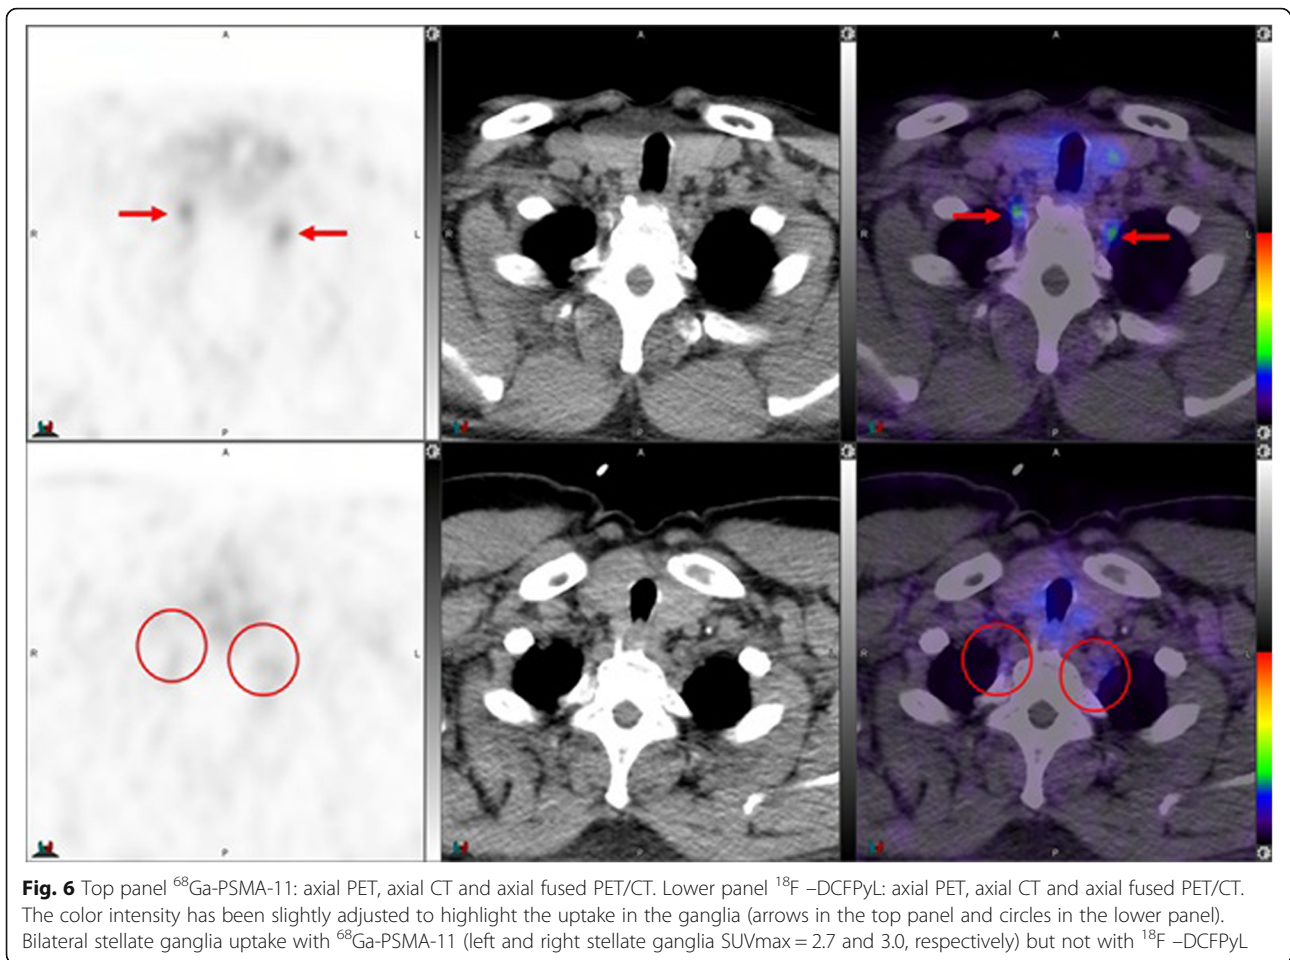 A
A
A
R
L
R
R
L
P
P
P
A
A
A
R
L
R
L
R
L
P
P
P
Fig. 6 Top panel ⁶⁸Ga-PSMA-11: axial PET, axial CT and axial fused PET/CT. Lower panel ¹⁸F –DCFPyL: axial PET, axial CT and axial fused PET/CT.
The color intensity has been slightly adjusted to highlight the uptake in the ganglia (arrows in the top panel and circles in the lower panel).
Bilateral stellate ganglia uptake with ⁶⁸Ga-PSMA-11 (left and right stellate ganglia SUVmax = 2.7 and 3.0, respectively) but not with ¹⁸F –DCFPyL